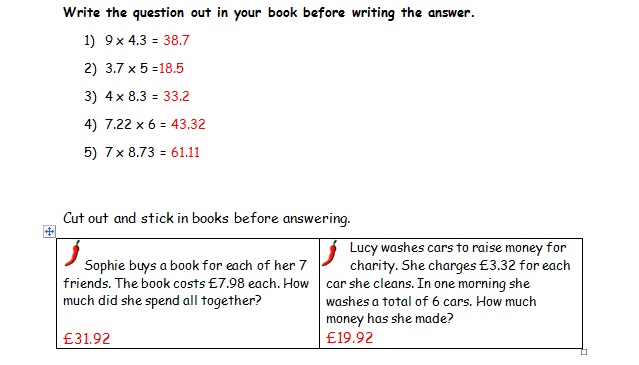 Write the question out in your book before writing the answer.
1) 9 x 4.3 = 38.7
2) 3.7 x 5 =18.5
3) 4 x 8.3 = 33.2
4) 7.22 x 6 = 43.32
5) 7 x 8.73 = 61.11
Cut out and stick in books before answering.
Sophie buys a book for each of her 7
friends. The book costs £7.98 each. How
much did she spend all together?
£31.92
Lucy washes cars to raise money for
charity. She charges £3.32 for each
car she cleans. In one morning she
washes a total of 6 cars. How much
money has she made?
£19.92